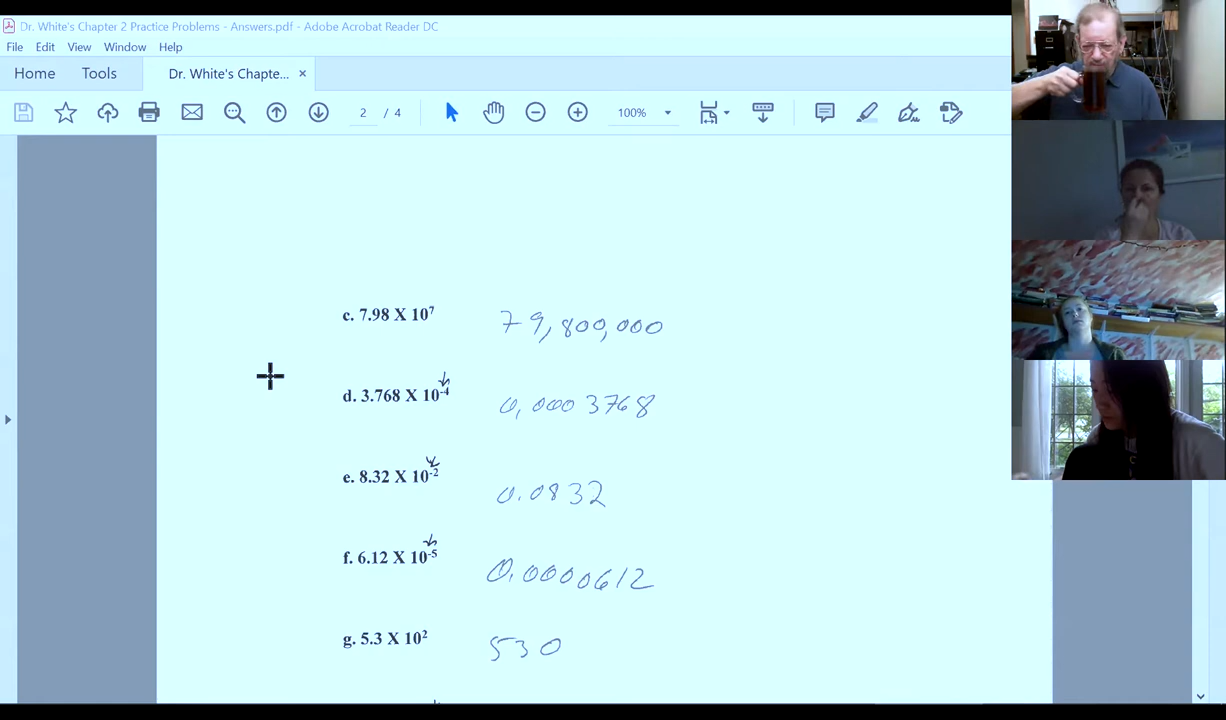 Dr. White's Chapter 2 Practice Problems - Answers.pdf - Adobe Acrobat Reader DC
File Edit View Window Help
Home Tools Dr. White's Chapte... ×
2 / 4 100%
c. 7.98 X 10⁷ 79,800,000
d. 3.768 X 10⁻⁴ 0,0003768
e. 8.32 X 10⁻² 0.0832
f. 6.12 X 10⁻⁵ 0.0000612
g. 5.3 X 10² 530